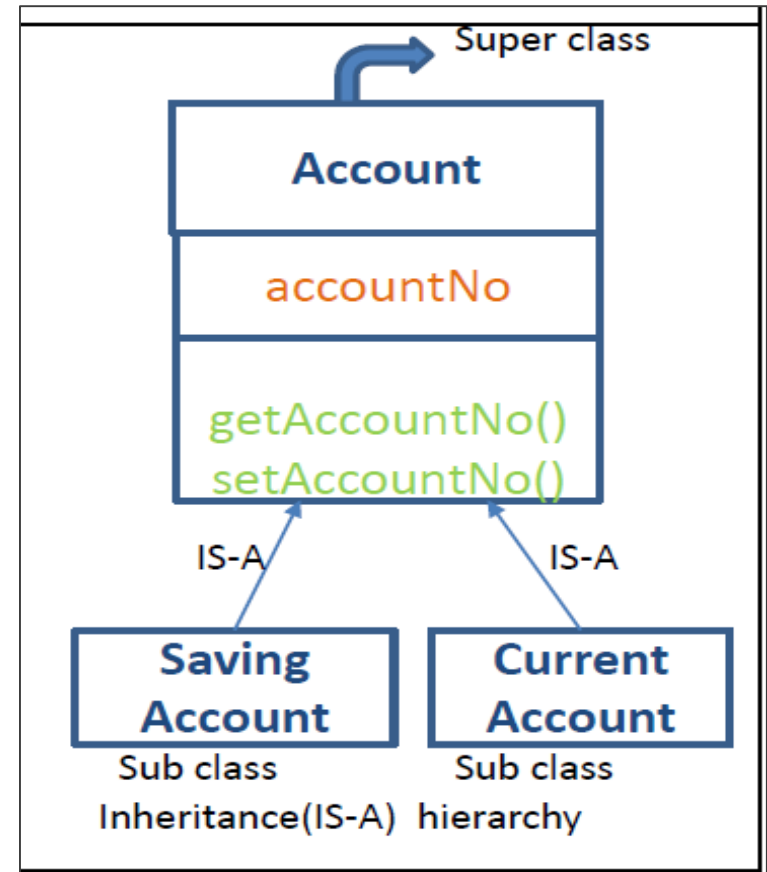 Super class
Account
accountNo
getAccountNo()
setAccountNo()
IS-A
IS-A
Saving
Account
Current
Account
Sub class
Sub class
Inheritance(IS-A) hierarchy